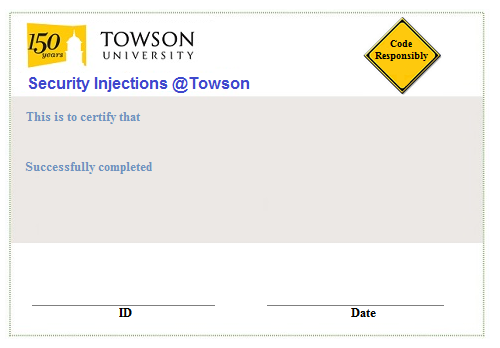 150
years
TOWSON
UNIVERSITY
Code
Responsibly
Security Injections @Towson
This is to certify that
Successfully completed
ID
Date